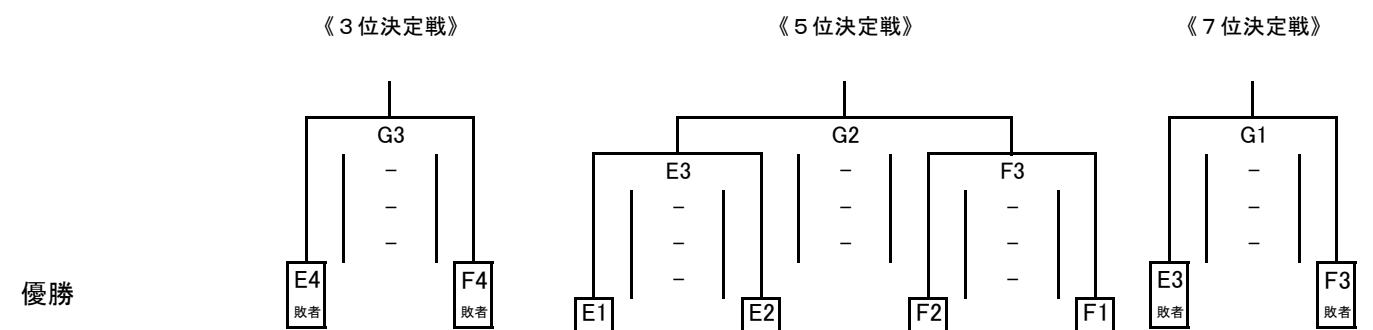 《３位決定戦》 《５位決定戦》 《７位決定戦》
G3 G2 G1
E3 F3
－ － －
－ － － － －
－ － － － －
－ －
E4 F4 E3 F3
優勝
敗者 敗者 E1 E2 F2 F1 敗者 敗者